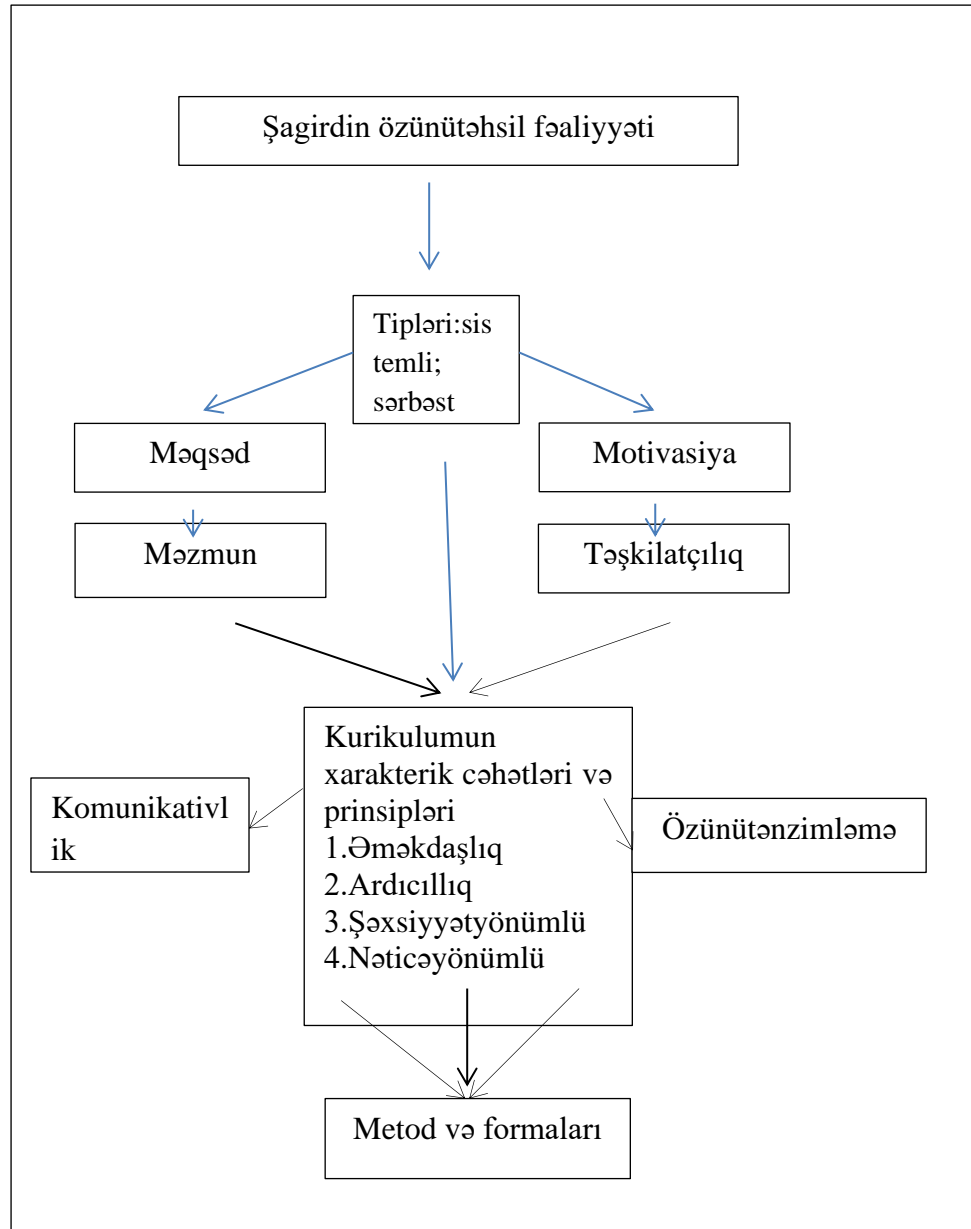 Şagirdin özünütəhsil fəaliyyəti
Tipləri:sis
temli;
sərbəst
Məqsəd
Motivasiya
Məzmun
Təşkilatçılıq
Kurikulumun
xarakterik cəhətləri və
prinsipləri
1.Əməkdaşlıq
2.Ardıcıllıq
3.Şəxsiyyətyönümlü
4.Nəticəyönümlü
Komunikativl
ik
Özünütənzimləmə
Metod və formaları